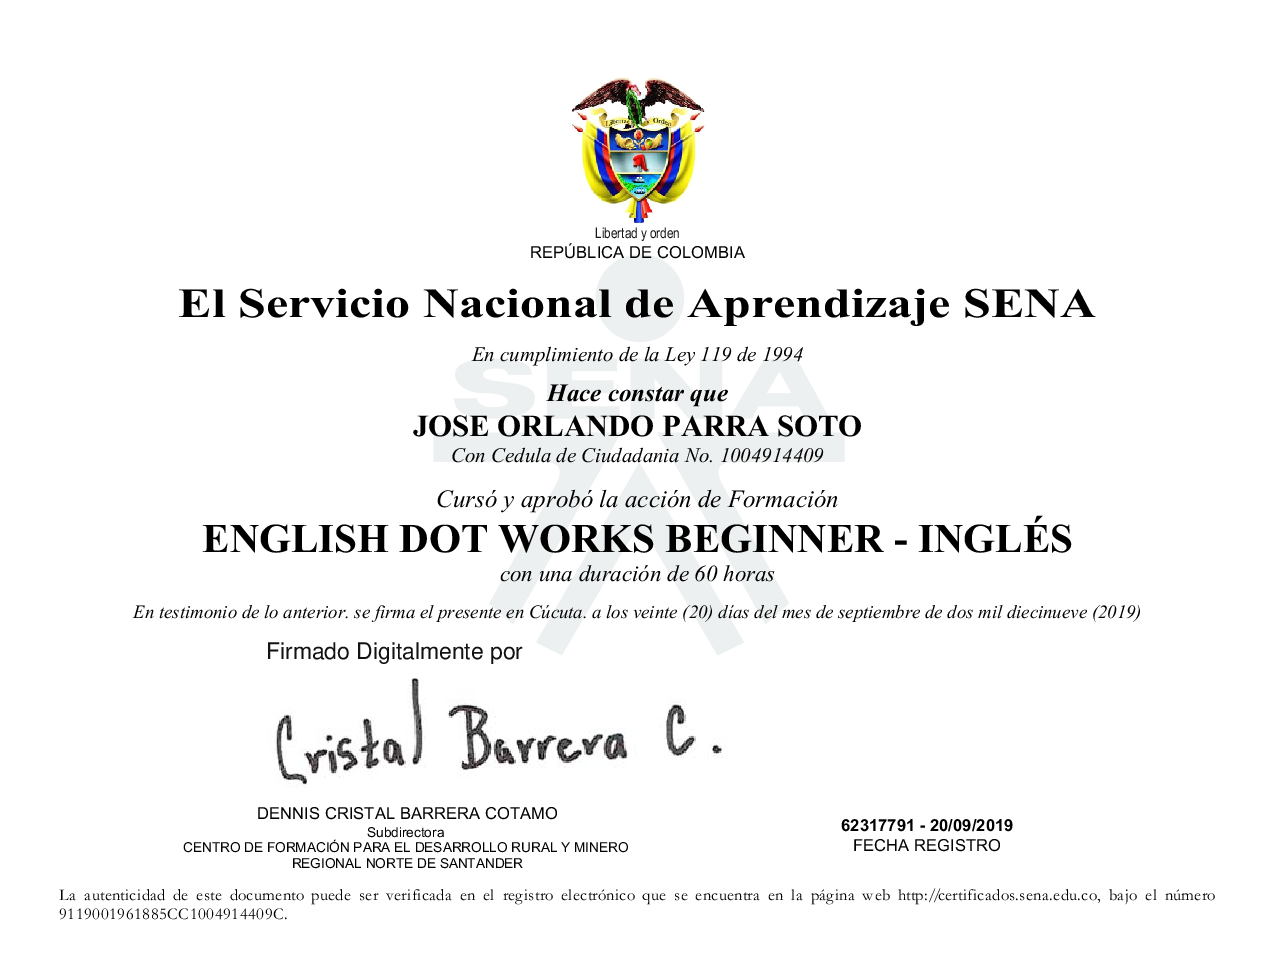 Libertad y Orden
Libertad y orden
REPÚBLICA DE COLOMBIA
El Servicio Nacional de Aprendizaje SENA
En cumplimiento de la Ley 119 de 1994
SENA
Hace constar que
JOSE ORLANDO PARRA SOTO
Con Cedula de Ciudadania No. 1004914409
Cursó y aprobó la acción de Formación
ENGLISH DOT WORKS BEGINNER - INGLÉS
con una duración de 60 horas
En testimonio de lo anterior. se firma el presente en Cúcuta. a los veinte (20) días del mes de septiembre de dos mil diecinueve (2019)
Firmado Digitalmente por
Cristal Barrera C.
DENNIS CRISTAL BARRERA COTAMO
Subdirectora
CENTRO DE FORMACIÓN PARA EL DESARROLLO RURAL Y MINERO
REGIONAL NORTE DE SANTANDER
62317791 - 20/09/2019
FECHA REGISTRO
La autenticidad de este documento puede ser verificada en el registro electrónico que se encuentra en la página web http://certificados.sena.edu.co, bajo el número
9119001961885CC1004914409C.